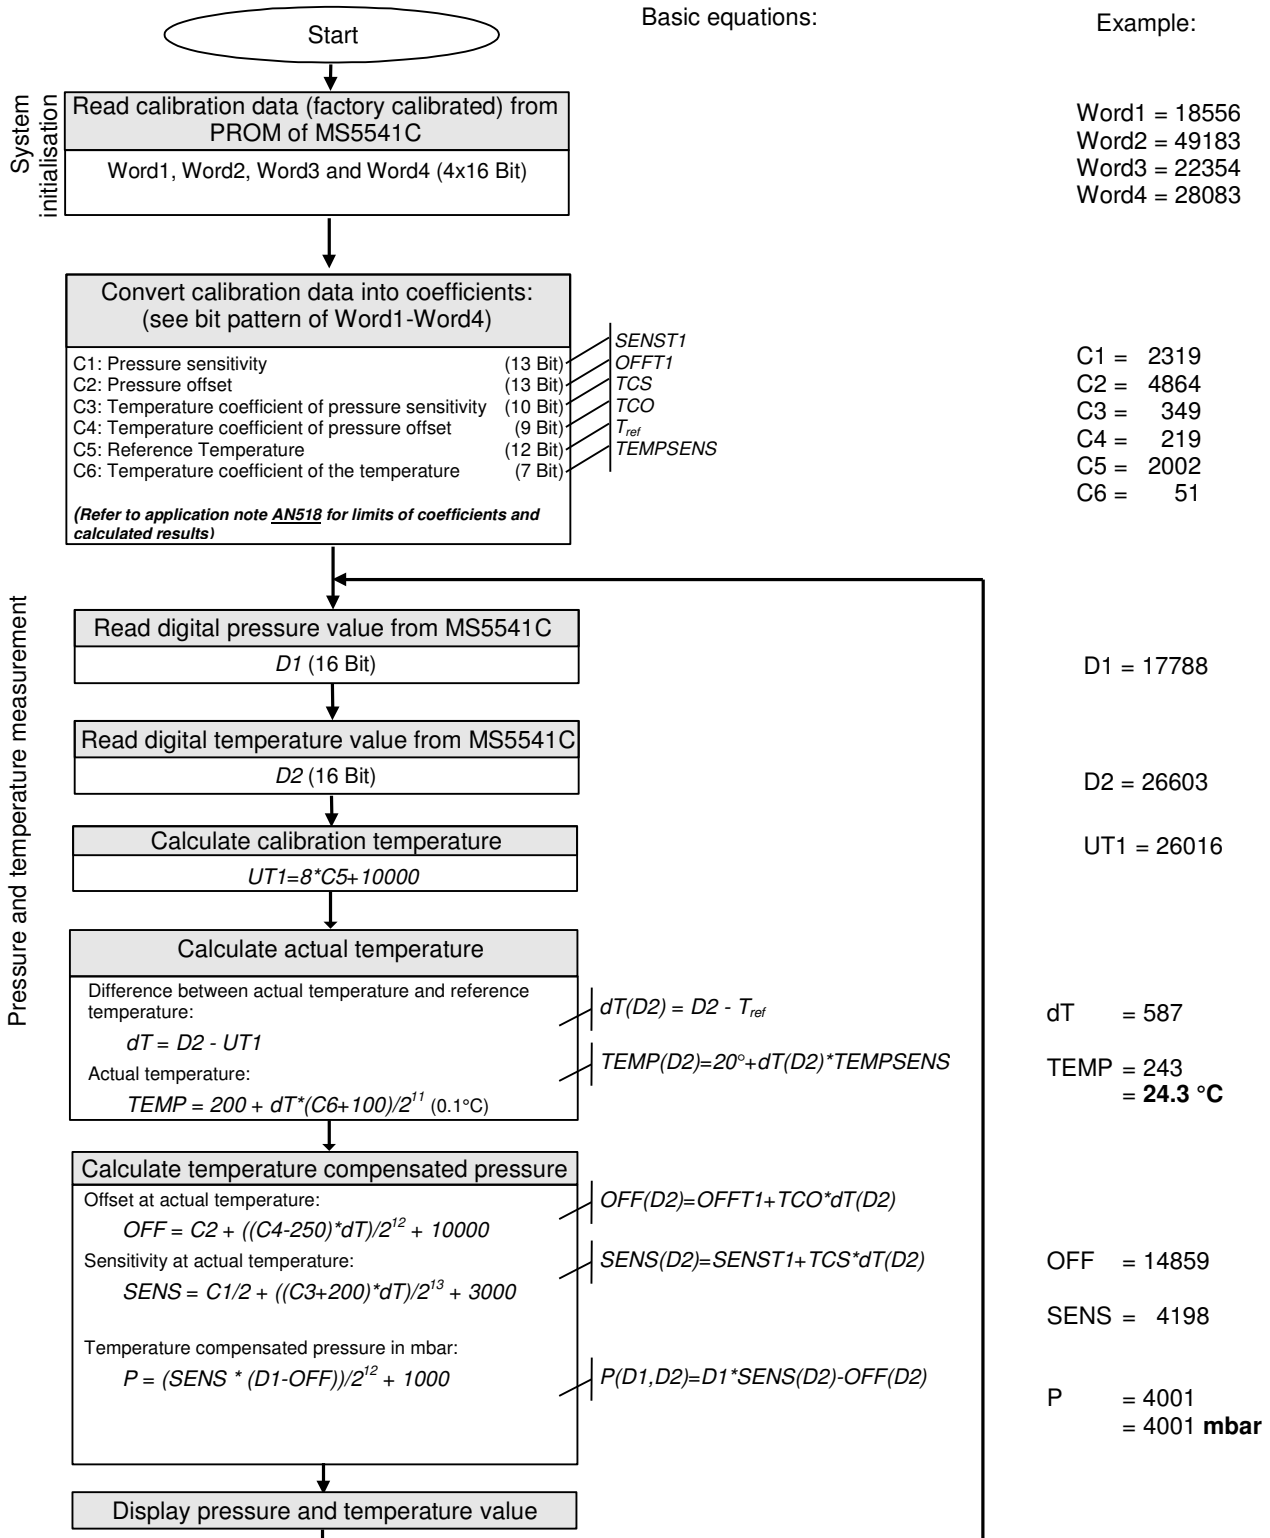 Basic equations:
Example:
Start
System initialisation
Read calibration data (factory calibrated) from
PROM of MS5541C
Word1, Word2, Word3 and Word4 (4x16 Bit)
Word1 = 18556
Word2 = 49183
Word3 = 22354
Word4 = 28083
Convert calibration data into coefficients:
(see bit pattern of Word1-Word4)
C1: Pressure sensitivity (13 Bit) SENST1
C2: Pressure offset (13 Bit) OFFT1
C3: Temperature coefficient of pressure sensitivity (10 Bit) TCS
C4: Temperature coefficient of pressure offset (9 Bit) TCO
C5: Reference Temperature (12 Bit) T_ref
C6: Temperature coefficient of the temperature (7 Bit) TEMPSENS
(Refer to application note AN518 for limits of coefficients and
calculated results)
C1 = 2319
C2 = 4864
C3 = 349
C4 = 219
C5 = 2002
C6 = 51
Pressure and temperature measurement
Read digital pressure value from MS5541C
D1 (16 Bit)
D1 = 17788
Read digital temperature value from MS5541C
D2 (16 Bit)
D2 = 26603
Calculate calibration temperature
UT1=8*C5+10000
UT1 = 26016
Calculate actual temperature
Difference between actual temperature and reference
temperature:
dT = D2 - UT1
dT(D2) = D2 - T_ref
dT = 587
Actual temperature:
TEMP = 200 + dT*(C6+100)/2^11 (0.1°C)
TEMP(D2)=20°+dT(D2)*TEMPSENS
TEMP = 243
= 24.3 °C
Calculate temperature compensated pressure
Offset at actual temperature:
OFF = C2 + ((C4-250)*dT)/2^12 + 10000
OFF(D2)=OFFT1+TCO*dT(D2)
OFF = 14859
Sensitivity at actual temperature:
SENS = C1/2 + ((C3+200)*dT)/2^13 + 3000
SENS(D2)=SENST1+TCS*dT(D2)
SENS = 4198
Temperature compensated pressure in mbar:
P = (SENS * (D1-OFF))/2^12 + 1000
P(D1,D2)=D1*SENS(D2)-OFF(D2)
P = 4001
= 4001 mbar
Display pressure and temperature value